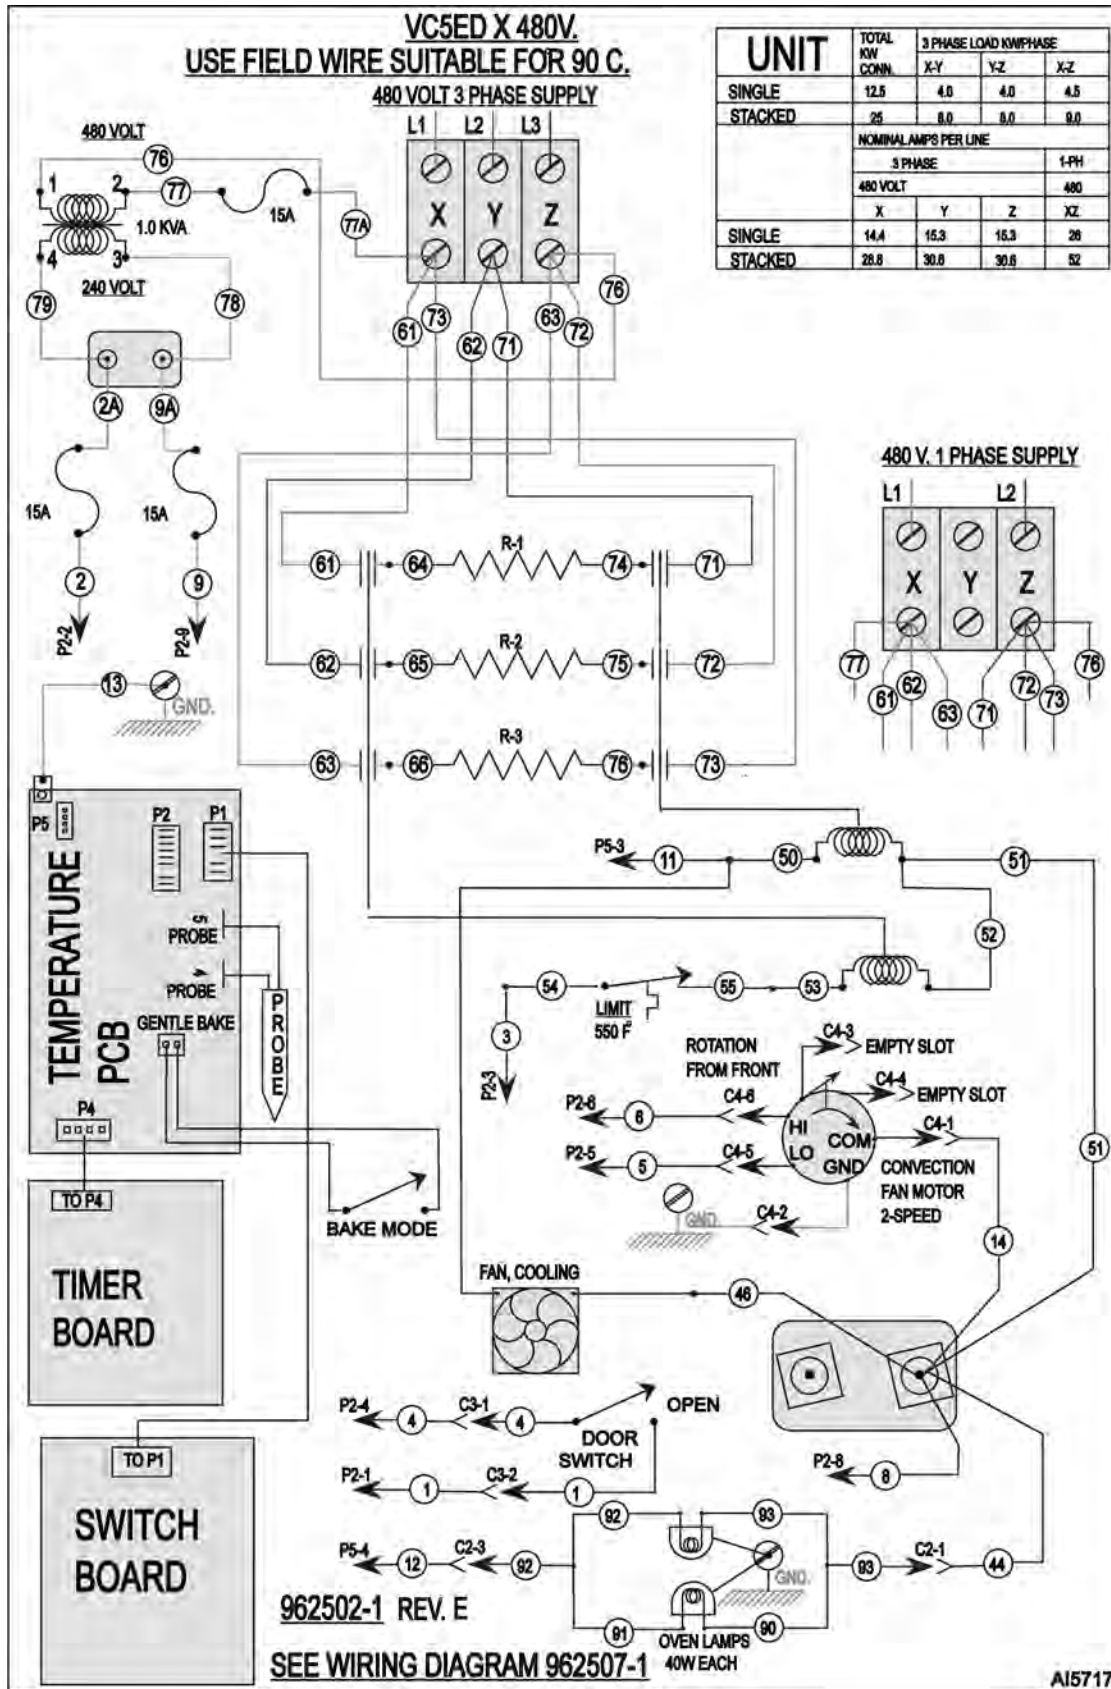 VC5ED X 480V.
USE FIELD WIRE SUITABLE FOR 90 C.
480 VOLT 3 PHASE SUPPLY
L1 L2 L3
X Y Z
UNIT
TOTAL KW CONN.
3 PHASE LOAD KW/PHASE
X-Y Y-Z X-Z
SINGLE 12.5 4.0 4.0 4.5
STACKED 25 8.0 8.0 9.0
NOMINAL AMPS PER LINE
3 PHASE 1-PH
480 VOLT 480
X Y Z XZ
SINGLE 14.4 15.3 15.3 26
STACKED 28.8 30.6 30.6 52
480 VOLT
76
1 2
77
15A
77A
1.0 KVA
4 3
240 VOLT
79 78
76
61 73 62 71 63 72
2A 9A
15A 15A
2 9
P2-2 P2-9
13
GND.
480 V. 1 PHASE SUPPLY
L1 L2
X Y Z
77 61 62 63 71 72 73 76
61 64 R-1 74 71
62 65 R-2 75 72
63 66 R-3 76 73
P5 P2 P1
TEMPERATURE
PCB
5
PROBE
4
PROBE
GENTLE BAKE
PROBE
P4
TO P4
TIMER
BOARD
TO P1
SWITCH
BOARD
BAKE MODE
P5-3 11 50 51
52
54 55 53
LIMIT
550 F
3
P2-3
ROTATION
FROM FRONT
C4-3 EMPTY SLOT
C4-4 EMPTY SLOT
P2-6 6 C4-6
HI
COM
C4-1
P2-5 5 C4-5
LO
GND
CONVECTION
FAN MOTOR
2-SPEED
51
GND.
C4-2
14
FAN, COOLING
46
P2-4 4 C3-1 4
OPEN
DOOR
SWITCH
P2-1 1 C3-2 1
P2-8 8
92 93
P5-4 12 C2-3 92
GND.
93 C2-1 44
91 90
OVEN LAMPS
40W EACH
962502-1 REV. E
SEE WIRING DIAGRAM 962507-1
AI5717